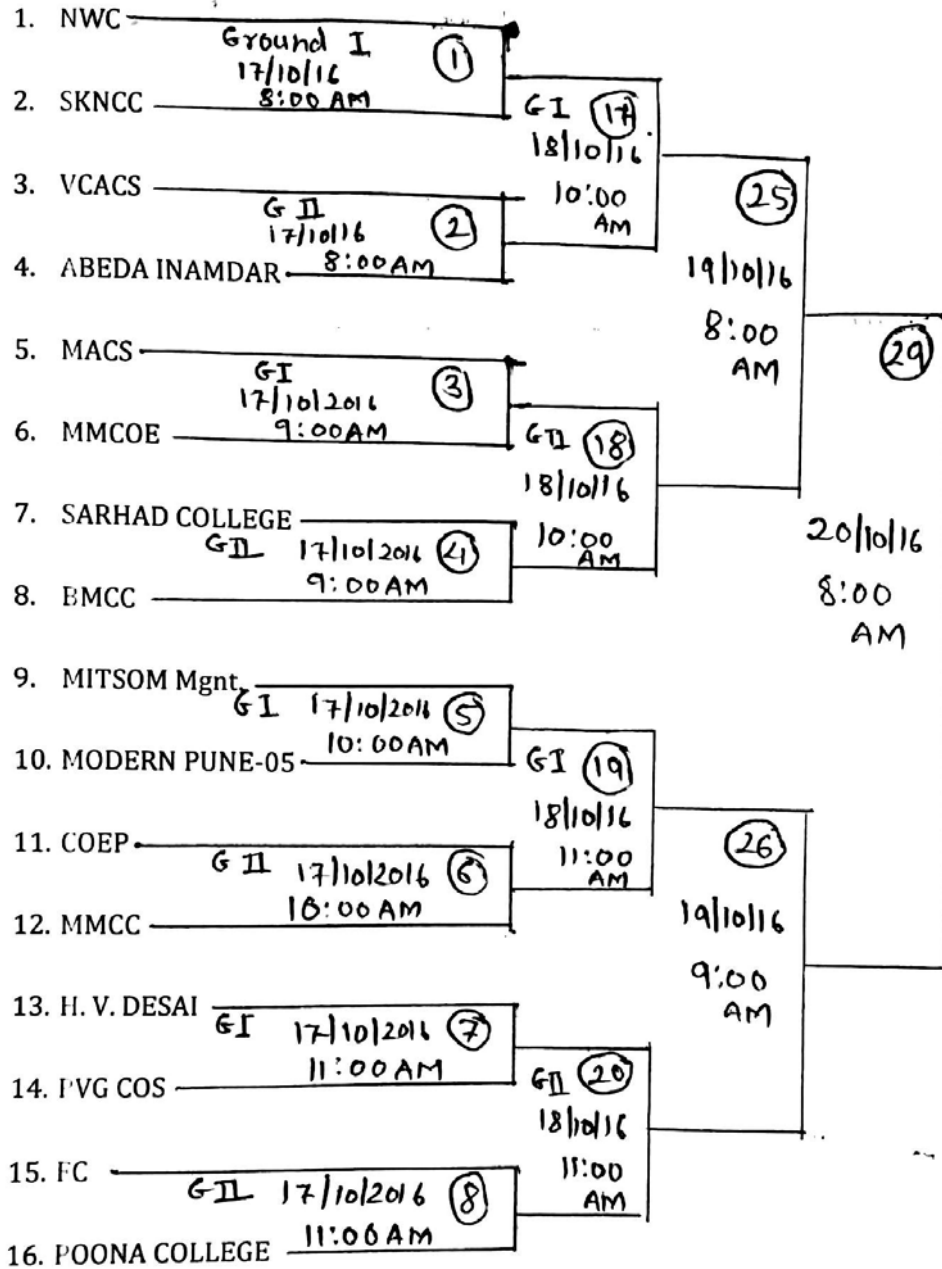 1. NWC
Ground I
17/10/16
8:00 AM
1
2. SKNCC
GI 17
18/10/16
10:00
AM
3. VCACS
G II
17/10/16
8:00AM
2
4. ABEDA INAMDAR
25
19/10/16
8:00
AM
5. MACS
GI
17/10/2016
9:00AM
3
6. MMCOE
GII 18
18/10/16
10:00
AM
29
20/10/16
8:00
AM
7. SARHAD COLLEGE
GII 17/10/2016 4
9:00AM
8. BMCC
9. MITSOM Mgnt.
GI 17/10/2016 5
10:00AM
10. MODERN PUNE-05
GI 19
18/10/16
11:00
AM
11. COEP
G II 17/10/2016 6
10:00AM
12. MMCC
26
19/10/16
9:00
AM
13. H. V. DESAI
GI 17/10/2016 7
11:00AM
14. PVG COS
GII 20
18/10/16
11:00
AM
15. FC
GII 17/10/2016 8
11:00AM
16. POONA COLLEGE